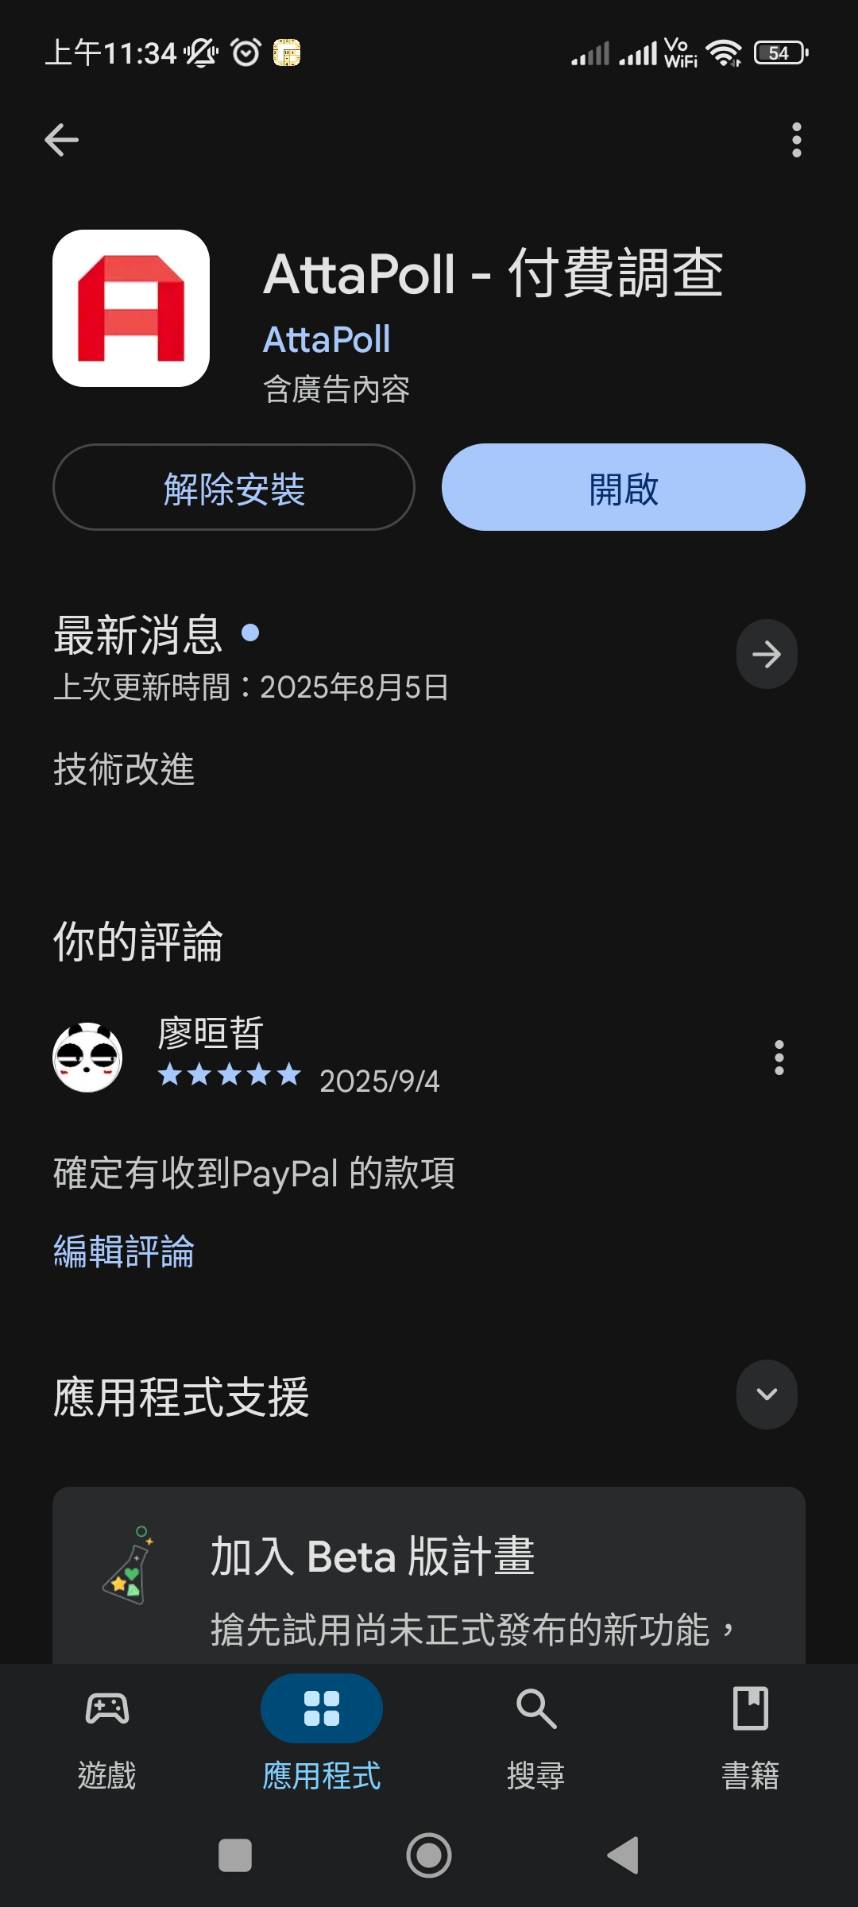 上午11:34
Vo
WiFi
54
AttaPoll - 付費調查
AttaPoll
含廣告內容
解除安裝
開啟
最新消息
上次更新時間：2025年8月5日
技術改進
你的評論
廖晅哲
2025/9/4
確定有收到PayPal 的款項
編輯評論
應用程式支援
加入 Beta 版計畫
搶先試用尚未正式發布的新功能，
遊戲
應用程式
搜尋
書籍